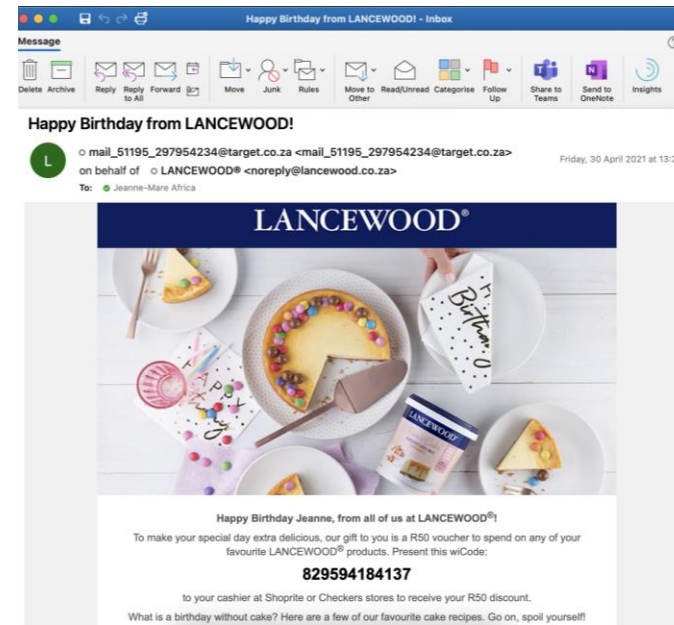 Happy Birthday from LANCEWOOD! - Inbox
Message
Delete Archive Reply Reply to All Forward Move Junk Rules Move to Other Read/Unread Categorise Follow Up Share to Teams Send to OneNote Insights
Happy Birthday from LANCEWOOD!
L
mail_51195_297954234@target.co.za <mail_51195_297954234@target.co.za>
Friday, 30 April 2021 at 13:2
on behalf of LANCEWOOD® <noreply@lancewood.co.za>
To: Jeanne-Mare Africa
LANCEWOOD®
Birthday
HAPPY
LANCEWOOD
Happy Birthday Jeanne, from all of us at LANCEWOOD®!
To make your special day extra delicious, our gift to you is a R50 voucher to spend on any of your
favourite LANCEWOOD® products. Present this wiCode:
829594184137
to your cashier at Shoprite or Checkers stores to receive your R50 discount.
What is a birthday without cake? Here are a few of our favourite cake recipes. Go on, spoil yourself!